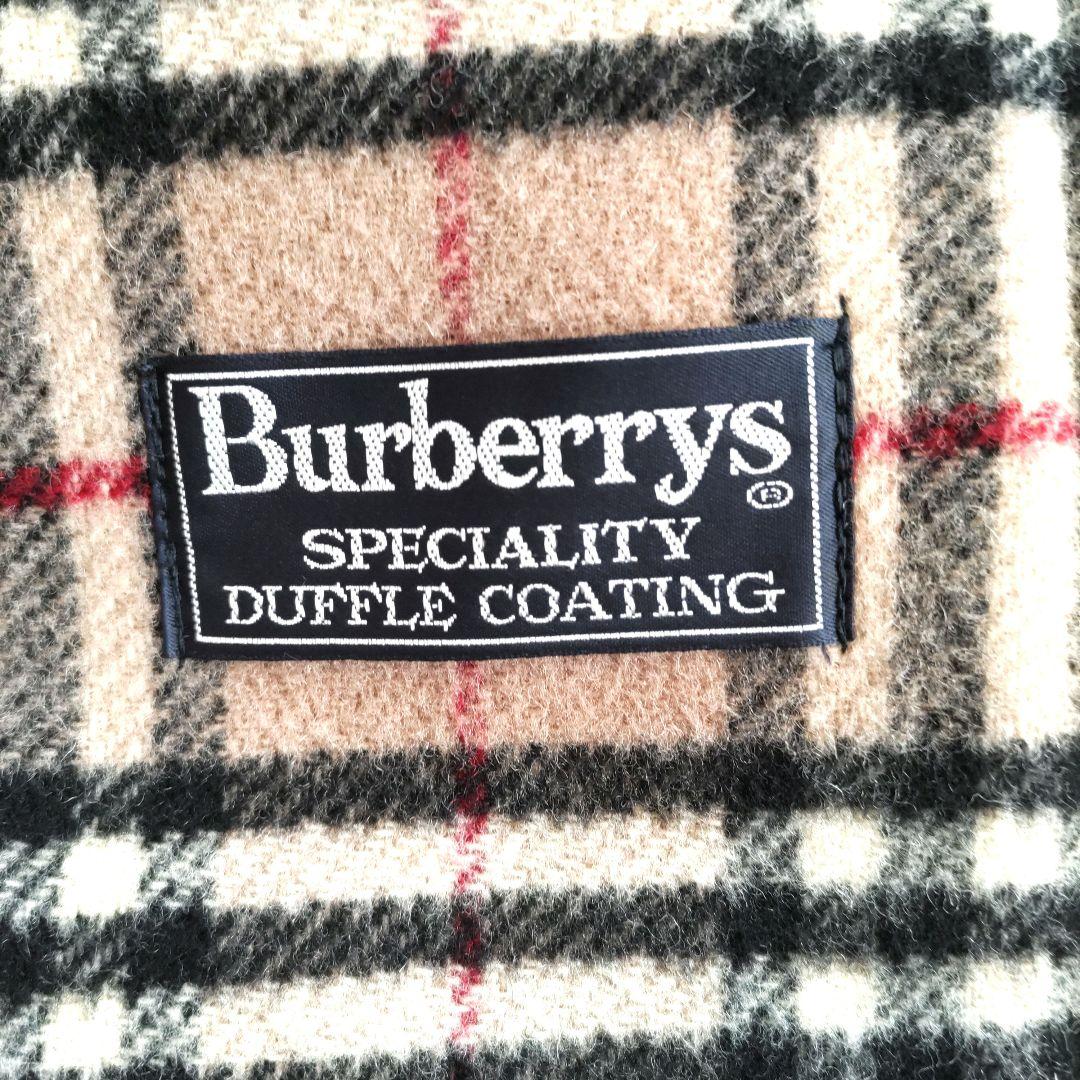 Burberrys®
SPECIALITY
DUFFLE COATING